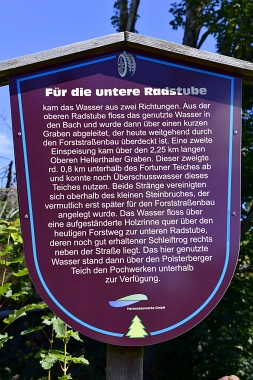 Für die untere Radstube
kam das Wasser aus zwei Richtungen. Aus der
oberen Radstube floss das genutzte Wasser in
den Bach und wurde dann über einen kurzen
Graben abgeleitet, der heute weitgehend durch
den Forststraßenbau überdeckt ist. Eine zweite
Einspeisung kam über den 2,25 km langen
Oberen Hellerthaler Graben. Dieser zweigte
rd. 0,8 km unterhalb des Fortuner Teiches ab
und konnte noch Überschusswasser dieses
Teiches nutzen. Beide Stränge vereinigten
sich oberhalb des kleinen Steinbruches, der
vermutlich erst später für den Forststraßenbau
angelegt wurde. Das Wasser floss über
eine aufgeständerte Holzrinne quer über den
heutigen Forstweg zur unteren Radstube,
deren noch gut erhaltener Schleiftrog rechts
neben der Straße liegt. Das hier genutzte
Wasser stand dann über den Polsterberger
Teich den Pochwerken unterhalb
zur Verfügung.
Harzwasserwerke GmbH